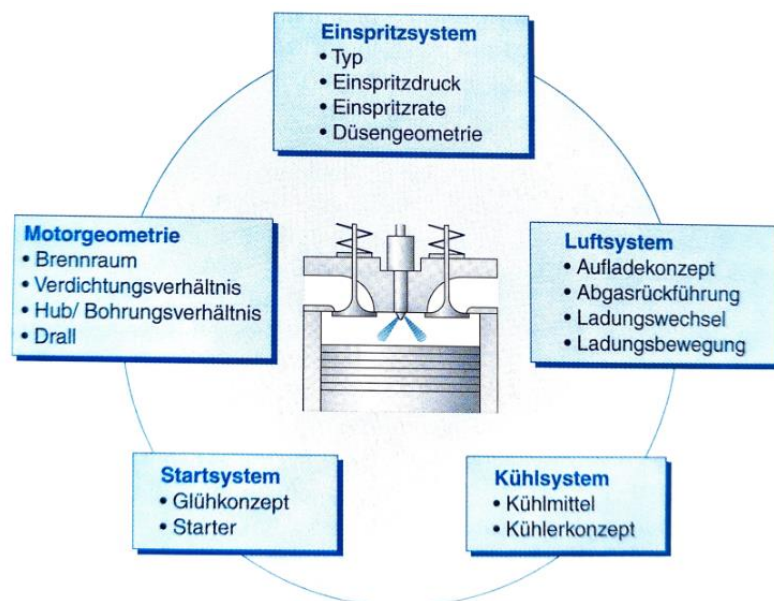 Einspritzsystem
• Typ
• Einspritzdruck
• Einspritzrate
• Düsengeometrie
Motorgeometrie
• Brennraum
• Verdichtungsverhältnis
• Hub/ Bohrungsverhältnis
• Drall
Luftsystem
• Aufladekonzept
• Abgasrückführung
• Ladungswechsel
• Ladungsbewegung
Startsystem
• Glühkonzept
• Starter
Kühlsystem
• Kühlmittel
• Kühlerkonzept